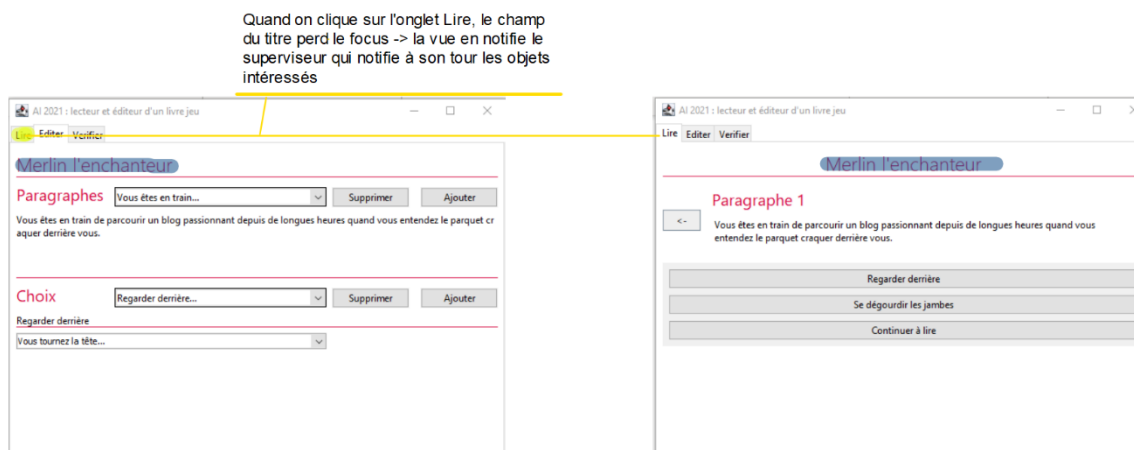 Quand on clique sur l'onglet Lire, le champ
du titre perd le focus -> la vue en notifie le
superviseur qui notifie à son tour les objets
intéressés
AI 2021 : lecteur et éditeur d'un livre jeu
Lire Editer Verifier
Merlin l'enchanteur
Paragraphes Vous êtes en train... Supprimer Ajouter
Vous êtes en train de parcourir un blog passionnant depuis de longues heures quand vous entendez le parquet cr
aquer derrière vous.
Choix Regarder derrière... Supprimer Ajouter
Regarder derrière
Vous tournez la tête...
AI 2021 : lecteur et éditeur d'un livre jeu
Lire Editer Verifier
Merlin l'enchanteur
Paragraphe 1
<-
Vous êtes en train de parcourir un blog passionnant depuis de longues heures quand vous
entendez le parquet craquer derrière vous.
Regarder derrière
Se dégourdir les jambes
Continuer à lire